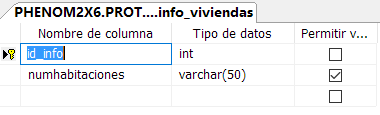 PHENOM2X6.PROT....info_viviendas
Nombre de columna Tipo de datos Permitir v...
id_info int
numhabitaciones varchar(50)